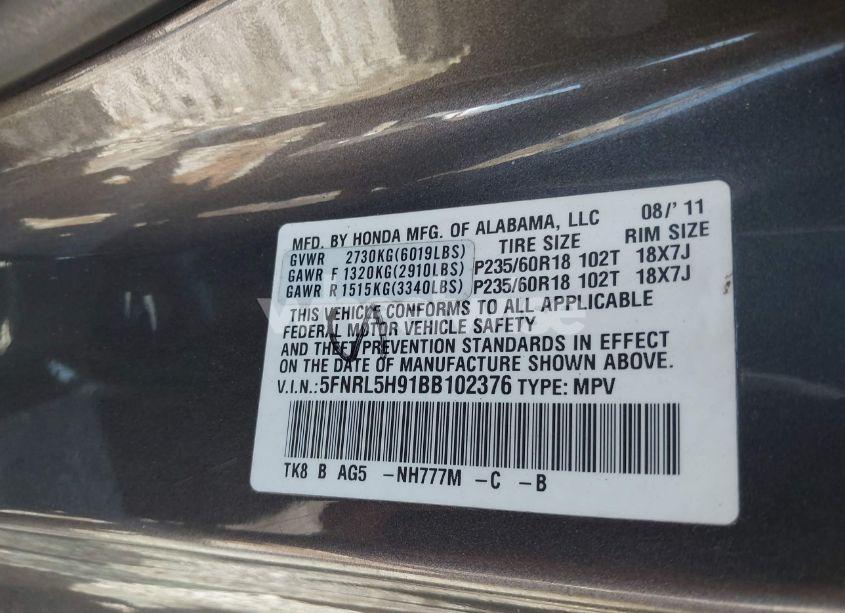 MFD. BY HONDA MFG. OF ALABAMA, LLC 08/'11
GVWR 2730KG(6019LBS) TIRE SIZE RIM SIZE
GAWR F 1320KG(2910LBS) P235/60R18 102T 18X7J
GAWR R 1515KG(3340LBS) P235/60R18 102T 18X7J
THIS VEHICLE CONFORMS TO ALL APPLICABLE
FEDERAL MOTOR VEHICLE SAFETY
AND THEFT PREVENTION STANDARDS IN EFFECT
ON THE DATE OF MANUFACTURE SHOWN ABOVE.
V.I.N.:5FNRL5H91BB102376 TYPE: MPV
TK8 B AG5 -NH777M -C -B